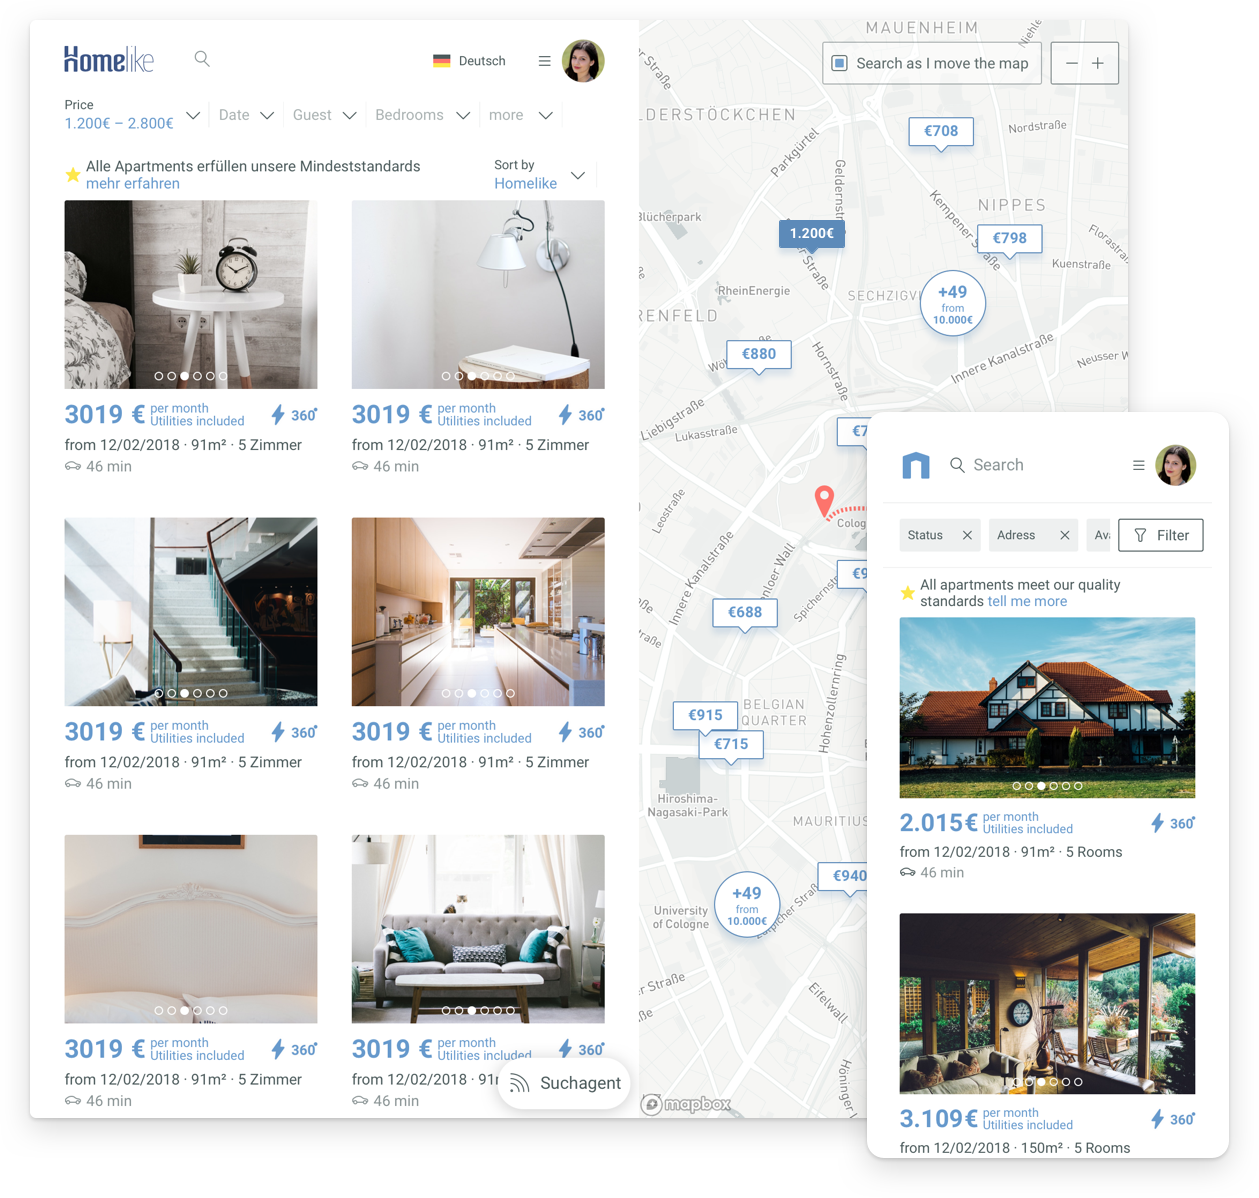 Homelike
Deutsch
Price
1.200€ – 2.800€
Date
Guest
Bedrooms
more
Alle Apartments erfüllen unsere Mindeststandards
mehr erfahren
Sort by
Homelike
3019 € per month
Utilities included
360°
from 12/02/2018 · 91m² · 5 Zimmer
46 min
3019 € per month
Utilities included
360°
from 12/02/2018 · 91m² · 5 Zimmer
46 min
3019 € per month
Utilities included
360°
from 12/02/2018 · 91m² · 5 Zimmer
46 min
3019 € per month
Utilities included
360°
from 12/02/2018 · 91m² · 5 Zimmer
46 min
3019 € per month
Utilities included
360°
from 12/02/2018 · 91m² · 5 Zimmer
46 min
3019 € per month
Utilities included
360°
from 12/02/2018 · 91
46 min
Suchagent
MAUENHEIM
Niehle
Search as I move the map
Straße
LDERSTÖCKCHEN
€708
Nordstraße
Parkgürtel
Geldernst
Kempener Straße
NIPPES
Blücherpark
1.200€
€798
Florastraß
Straße
Kuenstraße
RheinEnergie
SECHZIGV
+49
from
10.000€
RENFELD
€880
Hornstraße
Innere Kanalstraße
Neusser W
Liebigstraße
Lukasstraße
€7
Leostraße
Colog
Innere Kanalstraße
nloer Wall
€9
Spichernst
€688
Hohenzollernring
BELGIAN
QUARTER
€915
€715
Hiroshima-
Nagasaki-Park
MAURITIUS
€940
+49
from
10.000€
University
of Cologne
Zülpicher Straß
Straße
Eifelwall
Höninger
mapbox
Search
Status
Adress
Ava
Filter
All apartments meet our quality
standards tell me more
2.015€ per month
Utilities included
360°
from 12/02/2018 · 91m² · 5 Rooms
46 min
3.109€ per month
Utilities included
360°
from 12/02/2018 · 150m² · 5 Rooms